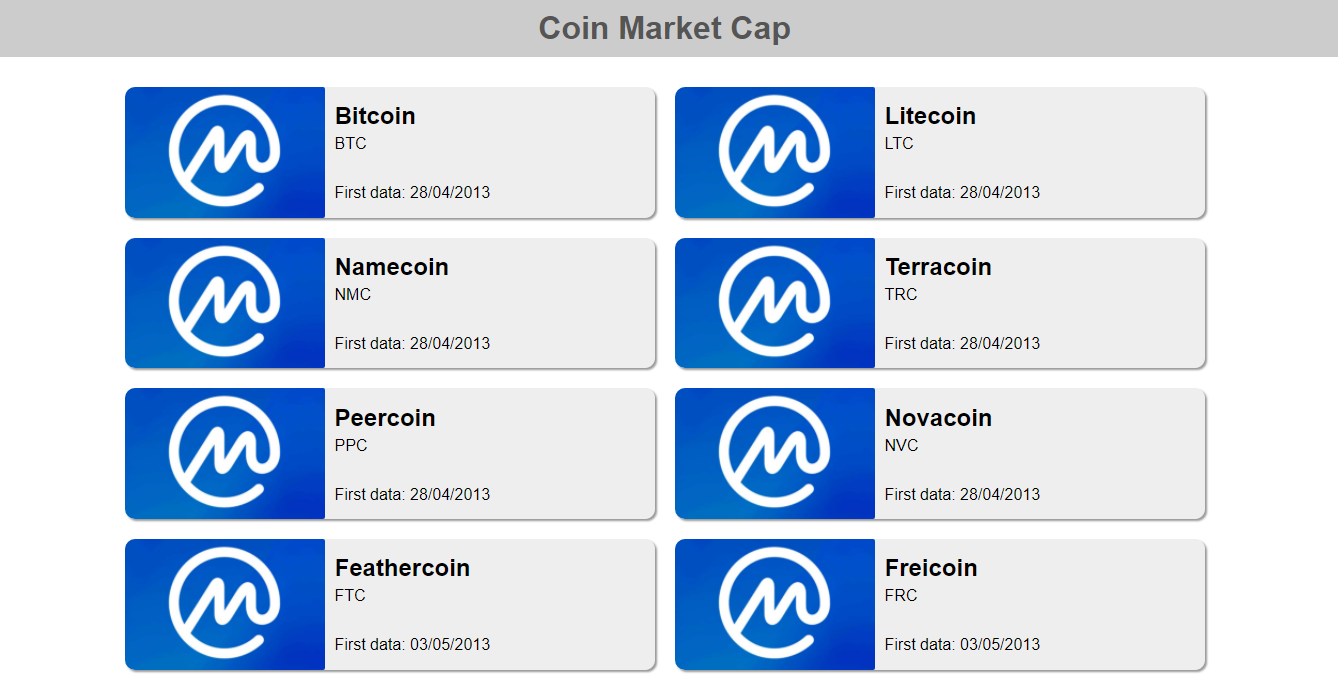 Coin Market Cap
Bitcoin
BTC
First data: 28/04/2013
Litecoin
LTC
First data: 28/04/2013
Namecoin
NMC
First data: 28/04/2013
Terracoin
TRC
First data: 28/04/2013
Peercoin
PPC
First data: 28/04/2013
Novacoin
NVC
First data: 28/04/2013
Feathercoin
FTC
First data: 03/05/2013
Freicoin
FRC
First data: 03/05/2013